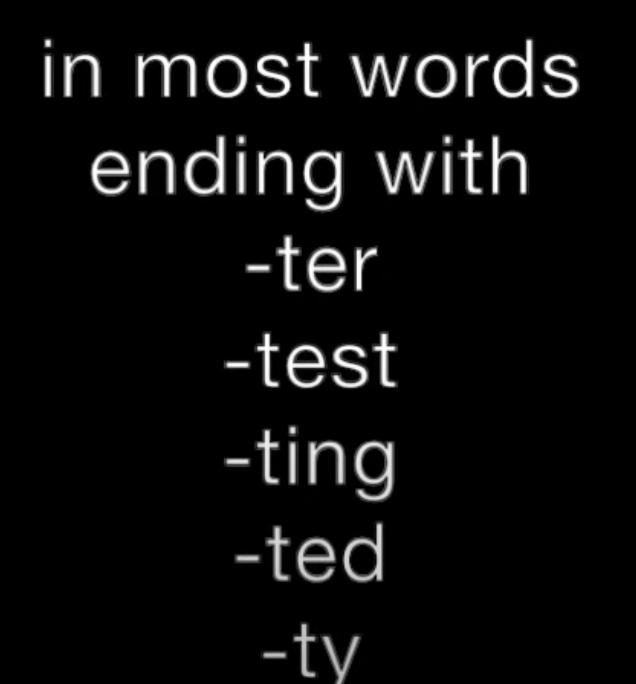 in most words
ending with
-ter
-test
-ting
-ted
-ty